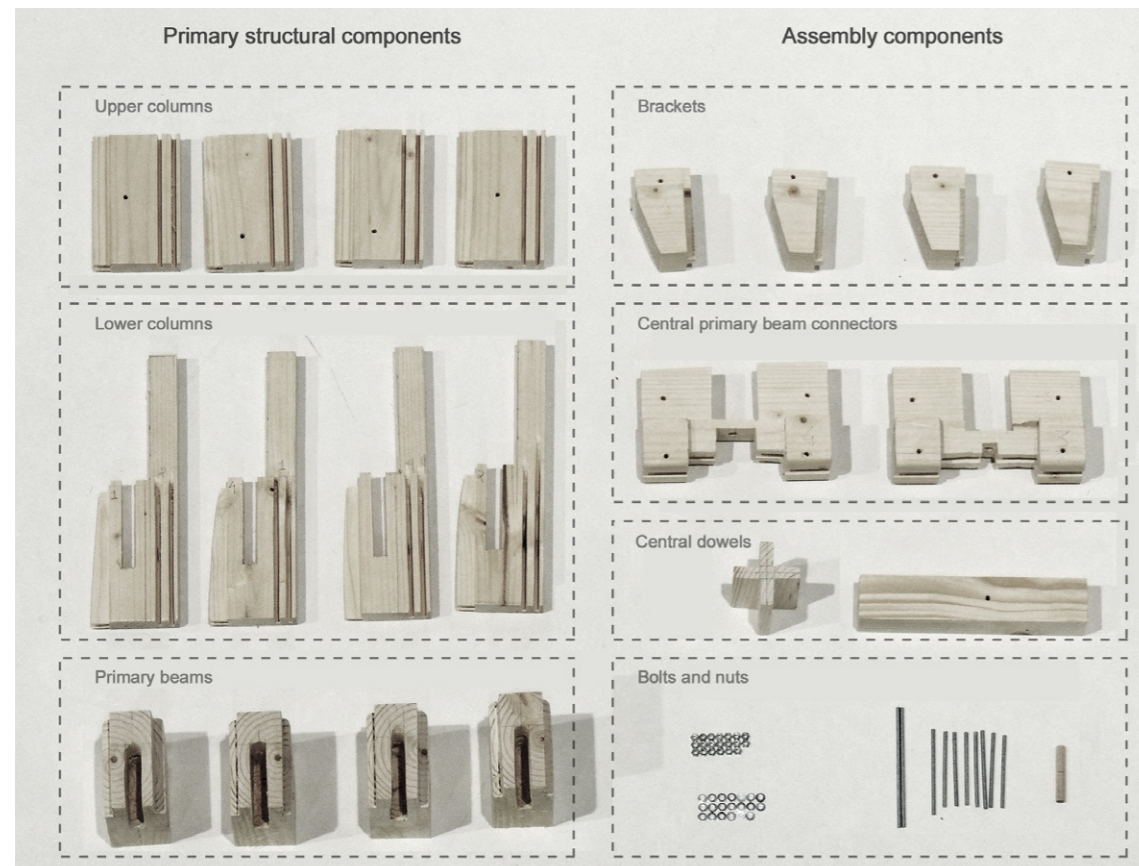 Primary structural components
Assembly components
Upper columns
Brackets
Lower columns
Central primary beam connectors
Central dowels
Primary beams
Bolts and nuts